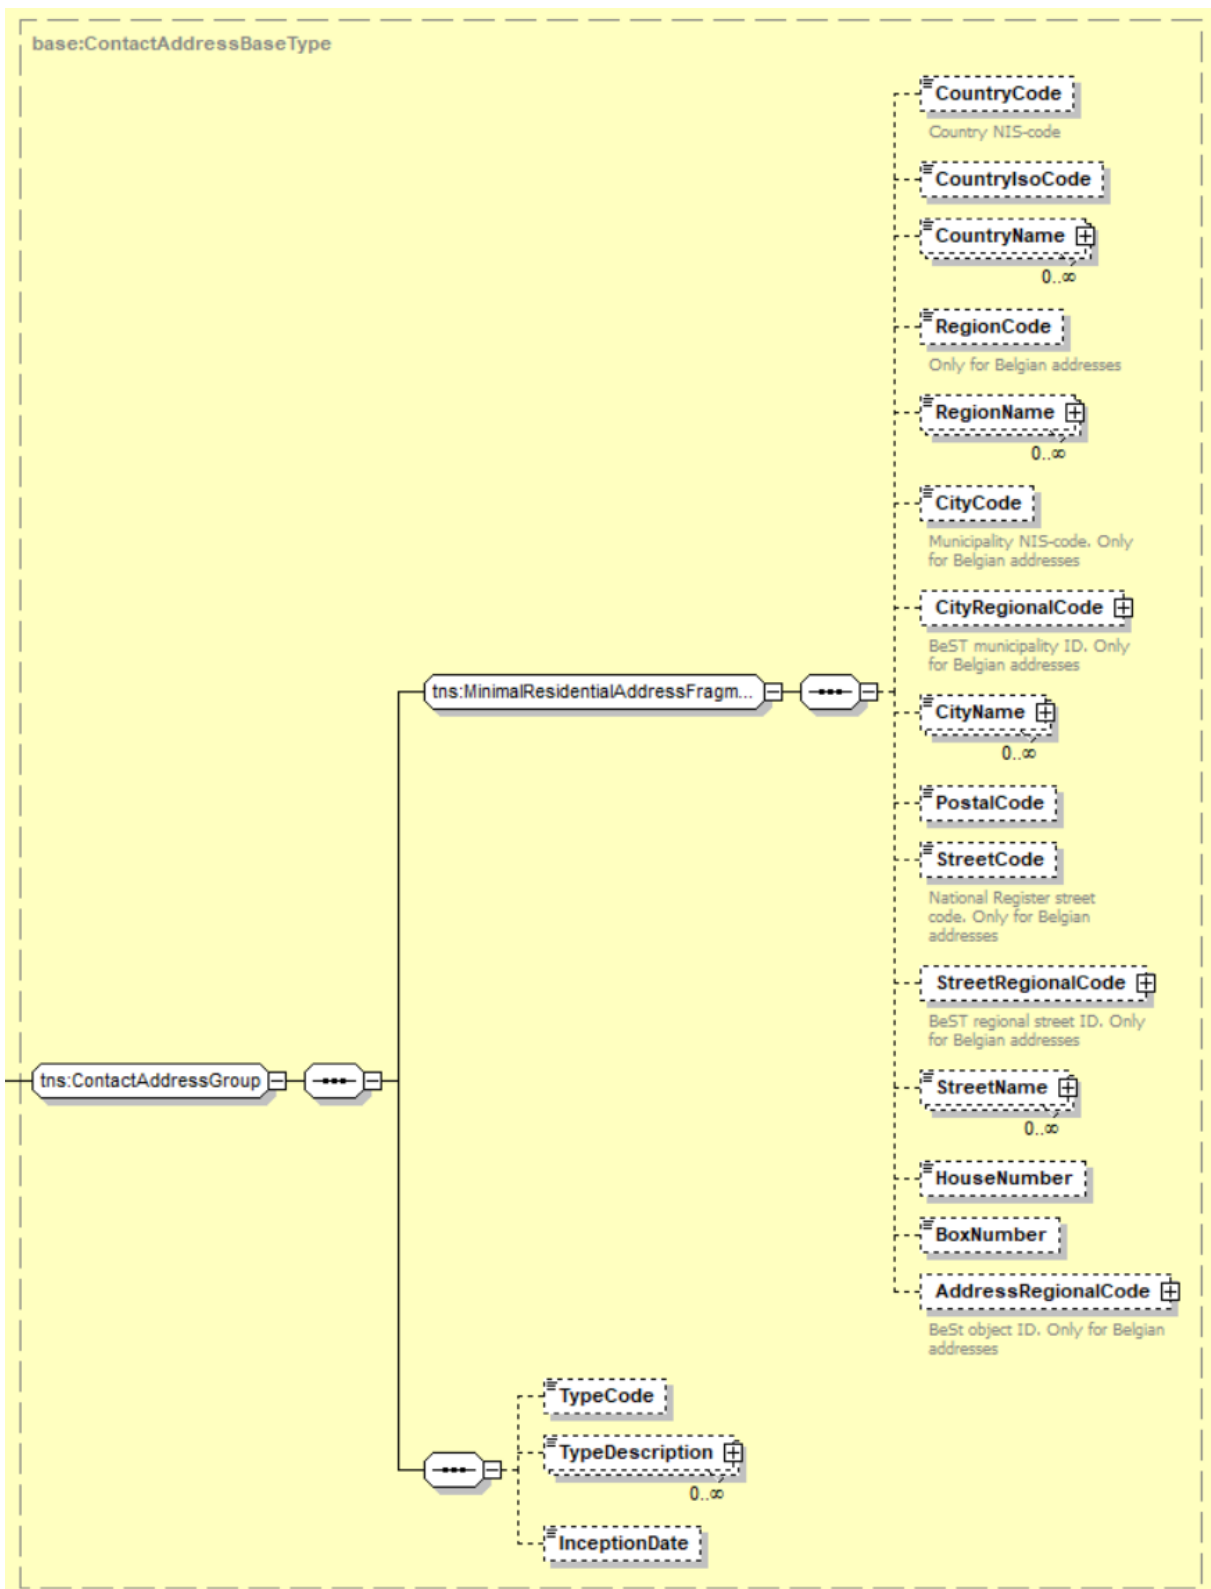 base:ContactAddressBaseType
CountryCode
Country NIS-code
CountryIsoCode
CountryName
0..∞
RegionCode
Only for Belgian addresses
RegionName
0..∞
CityCode
Municipality NIS-code. Only
for Belgian addresses
CityRegionalCode
BeST municipality ID. Only
for Belgian addresses
tns:MinimalResidentialAddressFragm...
CityName
0..∞
PostalCode
StreetCode
National Register street
code. Only for Belgian
addresses
StreetRegionalCode
BeST regional street ID. Only
for Belgian addresses
tns:ContactAddressGroup
StreetName
0..∞
HouseNumber
BoxNumber
AddressRegionalCode
BeSt object ID. Only for Belgian
addresses
TypeCode
TypeDescription
0..∞
InceptionDate